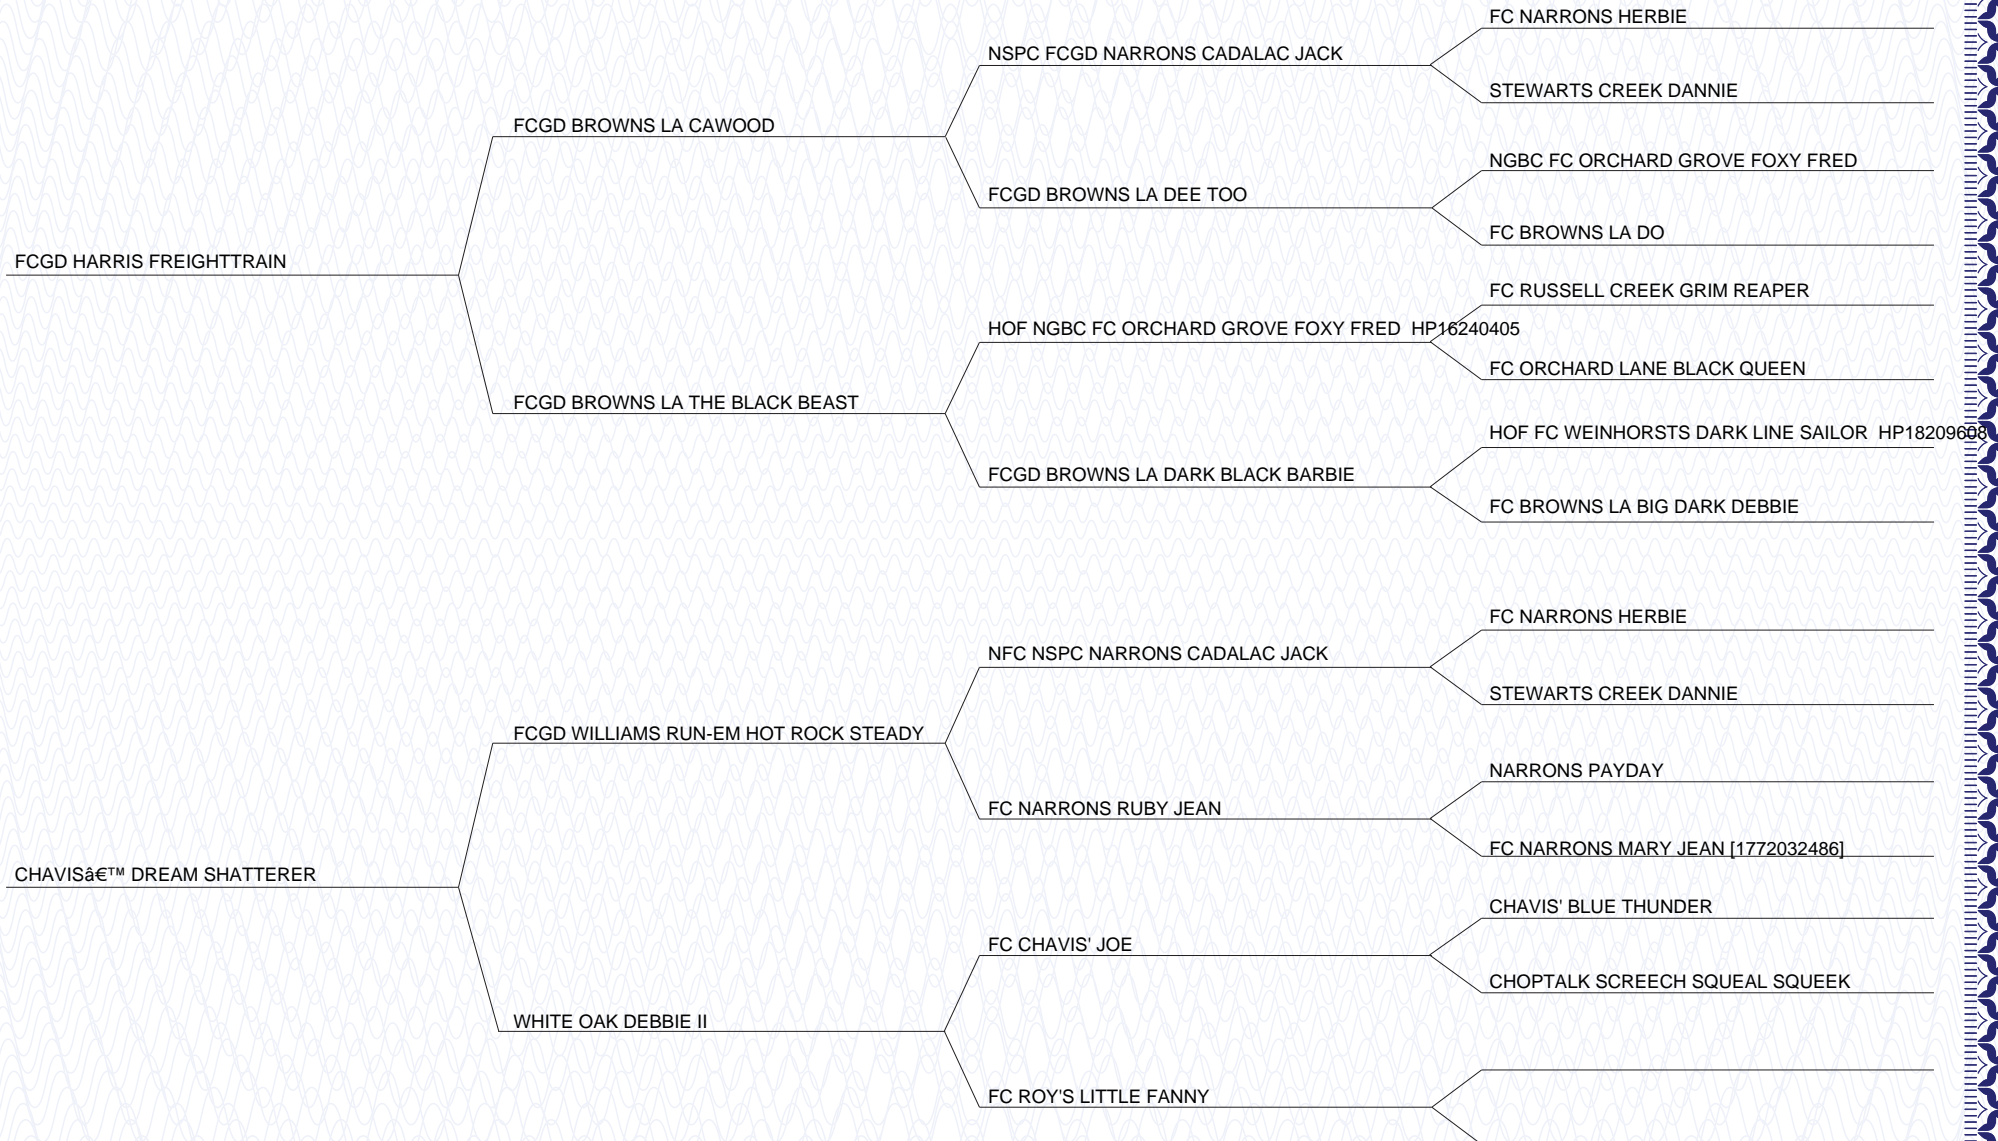 FC NARRONS HERBIE
NSPC FCGD NARRONS CADALAC JACK
STEWARTS CREEK DANNIE
FCGD BROWNS LA CAWOOD
NGBC FC ORCHARD GROVE FOXY FRED
FCGD BROWNS LA DEE TOO
FC BROWNS LA DO
FCGD HARRIS FREIGHTTRAIN
FC RUSSELL CREEK GRIM REAPER
HOF NGBC FC ORCHARD GROVE FOXY FRED HP16240405
FC ORCHARD LANE BLACK QUEEN
FCGD BROWNS LA THE BLACK BEAST
HOF FC WEINHORSTS DARK LINE SAILOR HP18209608
FCGD BROWNS LA DARK BLACK BARBIE
FC BROWNS LA BIG DARK DEBBIE
FC NARRONS HERBIE
NFC NSPC NARRONS CADALAC JACK
STEWARTS CREEK DANNIE
FCGD WILLIAMS RUN-EM HOT ROCK STEADY
NARRONS PAYDAY
FC NARRONS RUBY JEAN
FC NARRONS MARY JEAN [1772032486]
CHAVISâ€™ DREAM SHATTERER
CHAVIS' BLUE THUNDER
FC CHAVIS' JOE
CHOPTALK SCREECH SQUEAL SQUEEK
WHITE OAK DEBBIE II
FC ROY'S LITTLE FANNY